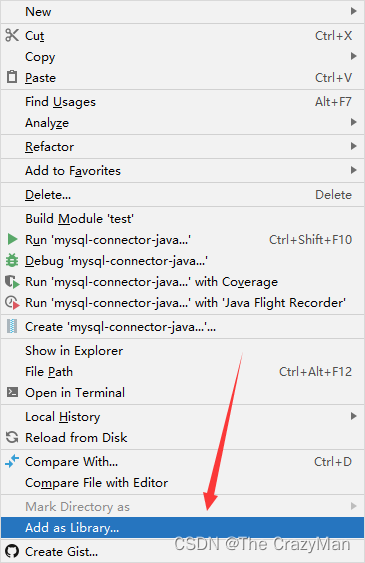 New
Cut Ctrl+X
Copy
Paste Ctrl+V
Find Usages Alt+F7
Analyze
Refactor
Add to Favorites
Delete... Delete
Build Module 'test'
Run 'mysql-connector-java...' Ctrl+Shift+F10
Debug 'mysql-connector-java...'
Run 'mysql-connector-java...' with Coverage
Run 'mysql-connector-java...' with 'Java Flight Recorder'
Create 'mysql-connector-java...'...
Show in Explorer
File Path Ctrl+Alt+F12
Open in Terminal
Local History
Reload from Disk
Compare With... Ctrl+D
Compare File with Editor
Mark Directory as
Add as Library...
CSDN @The CrazyMan
Create Gist...